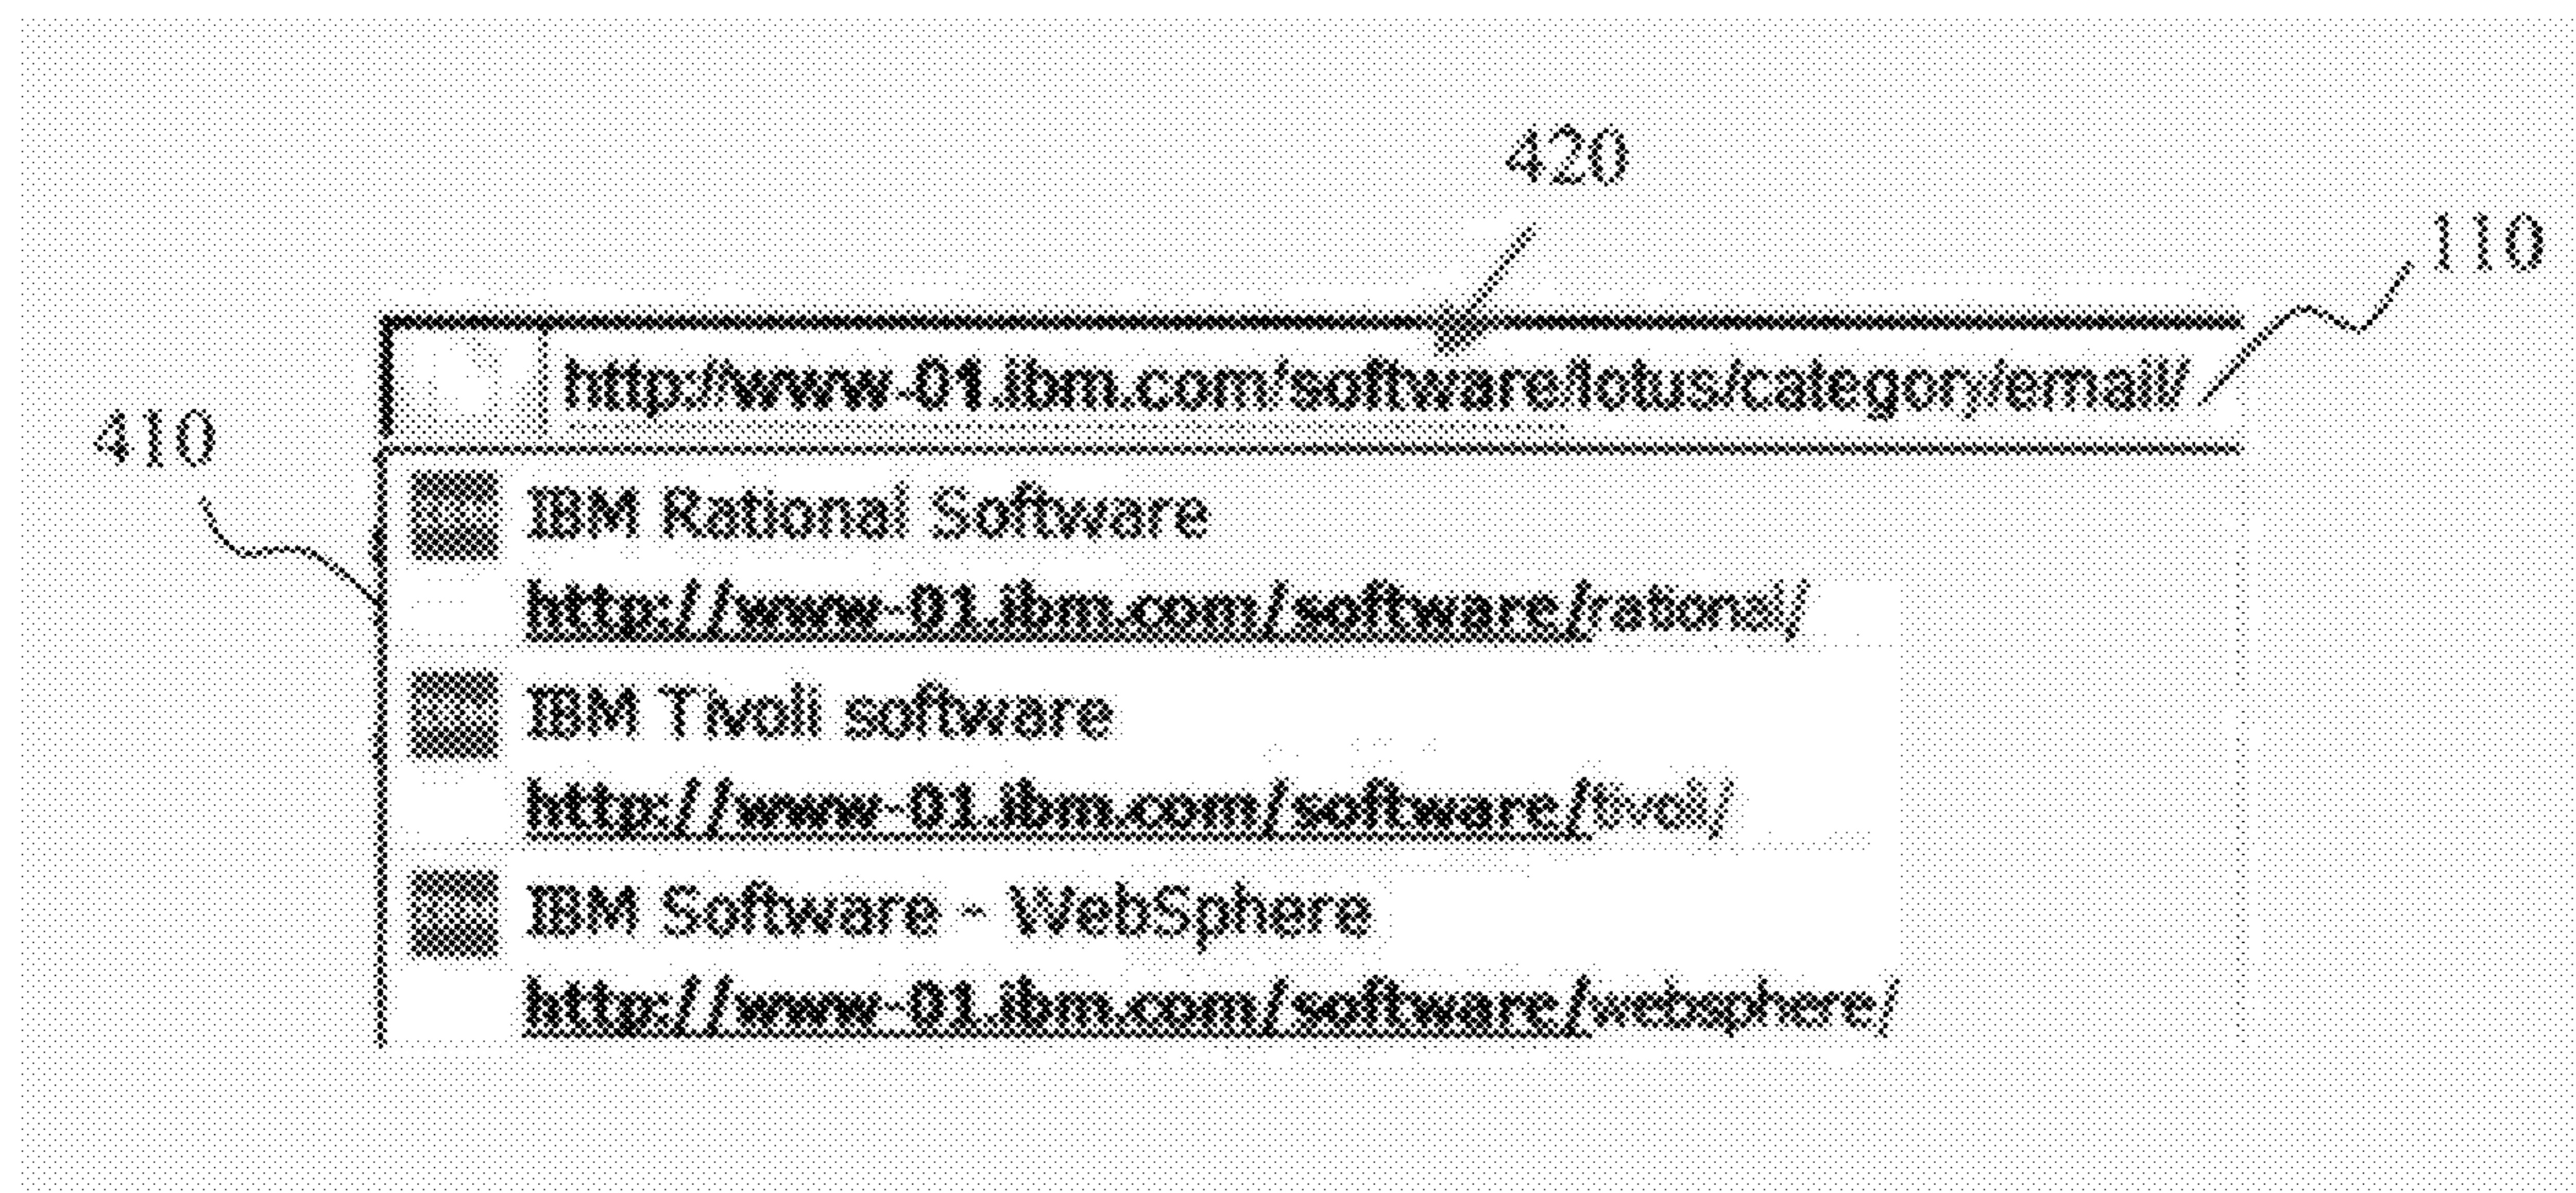 420
110
http://www-01.ibm.com/software/lotus/category/email/
410
IBM Rational Software
http://www-01.ibm.com/software/rational/
IBM Tivoli software
http://www-01.ibm.com/software/tivoli/
IBM Software - WebSphere
http://www-01.ibm.com/software/websphere/